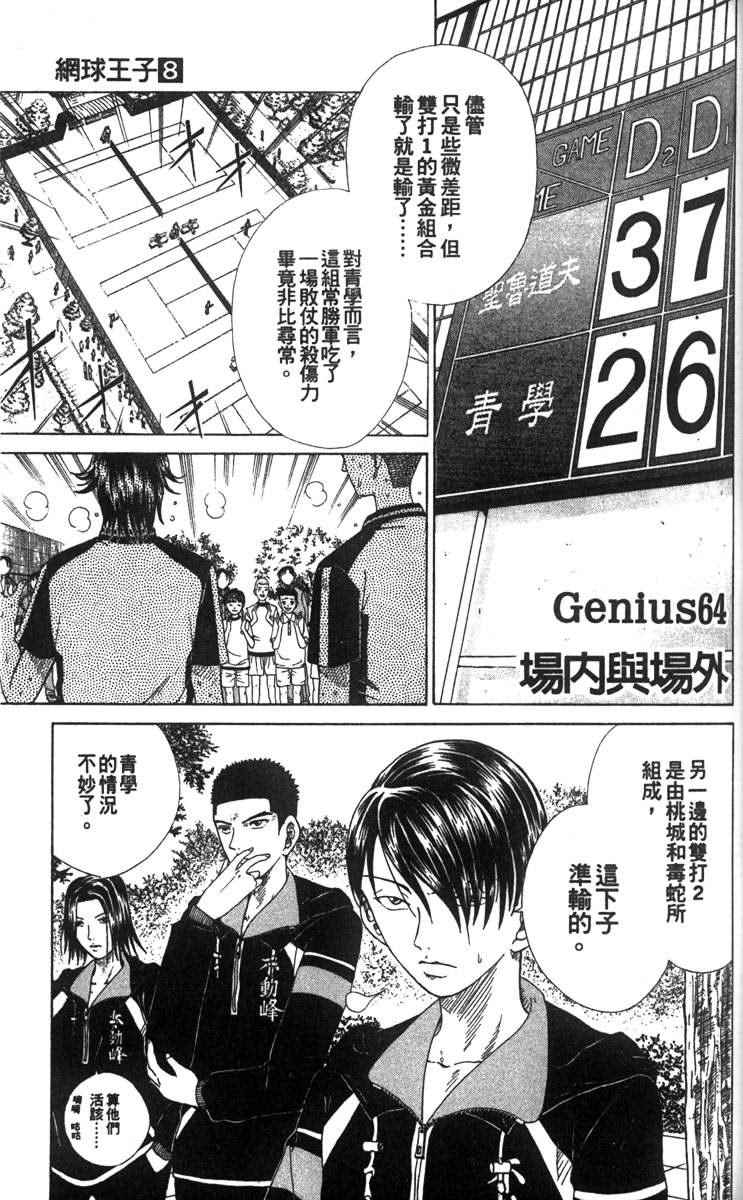 網球王子8
GAME
D2
D1
GAME
聖魯道夫
3
7
青學
2
6
Genius64
場內與場外
儘管
只是些微差距，但
雙打1的黃金組合
輸了就是輸了……
對青學而言，
這組常勝軍吃了
一場敗仗的殺傷力
畢竟非比尋常。
另一邊的雙打2
是由桃城和毒蛇所
組成，
這下子
準輸的。
青學
的情況
不妙了。
不動峰
不動峰
算他們
活該……
嘀嘀 咕咕